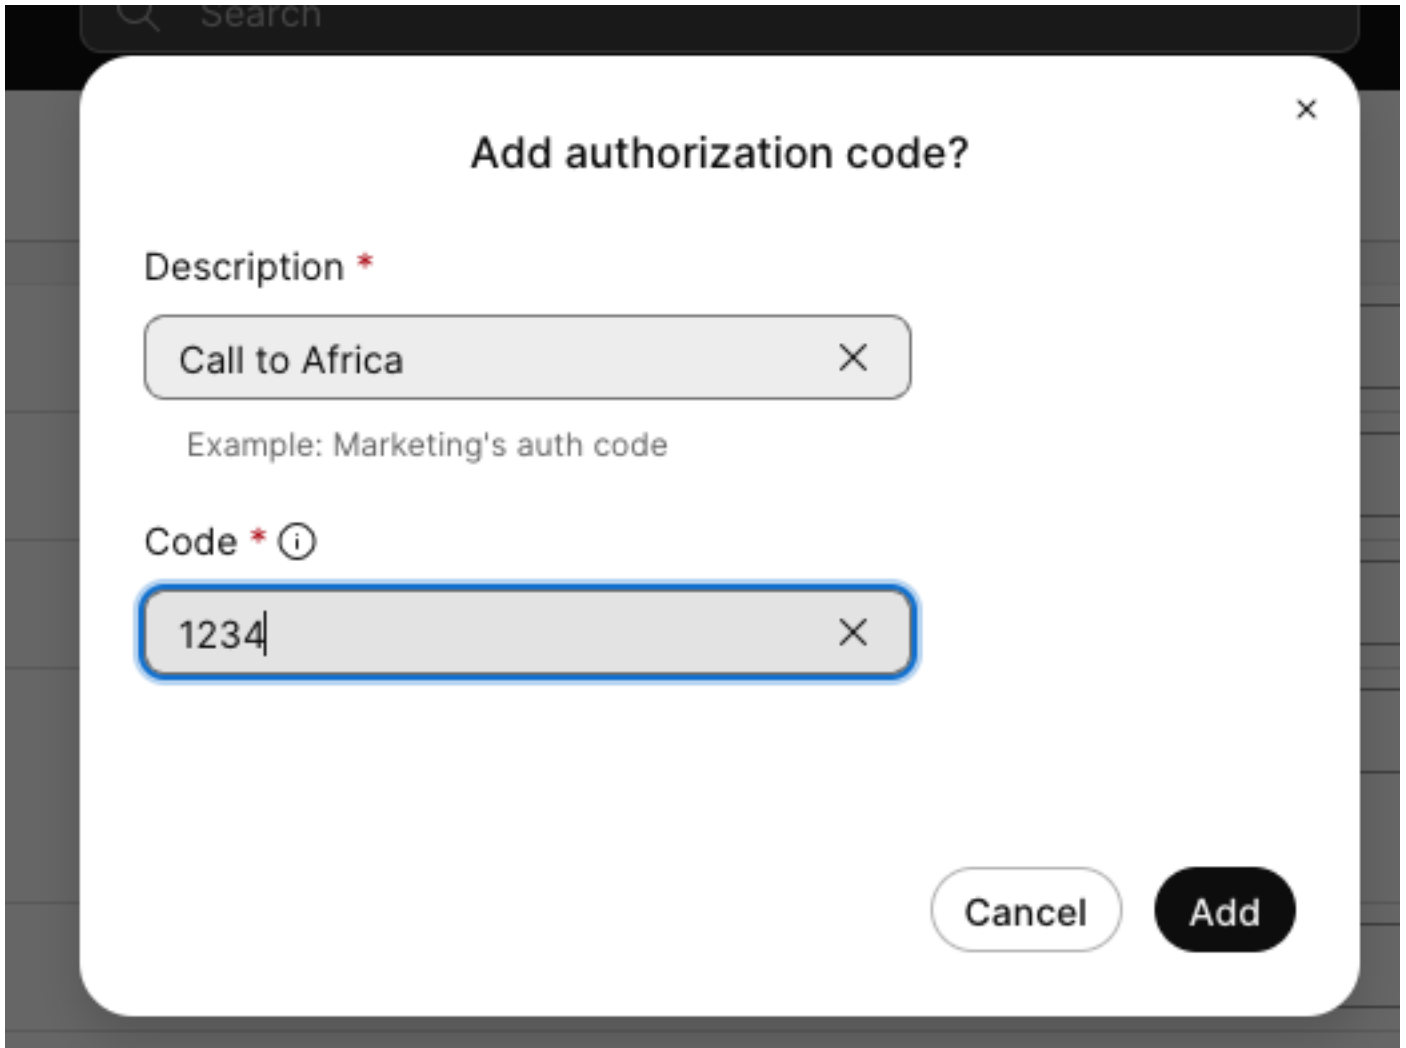 Search
Add authorization code?
Description *
Call to Africa
Example: Marketing's auth code
Code *
1234
Cancel
Add